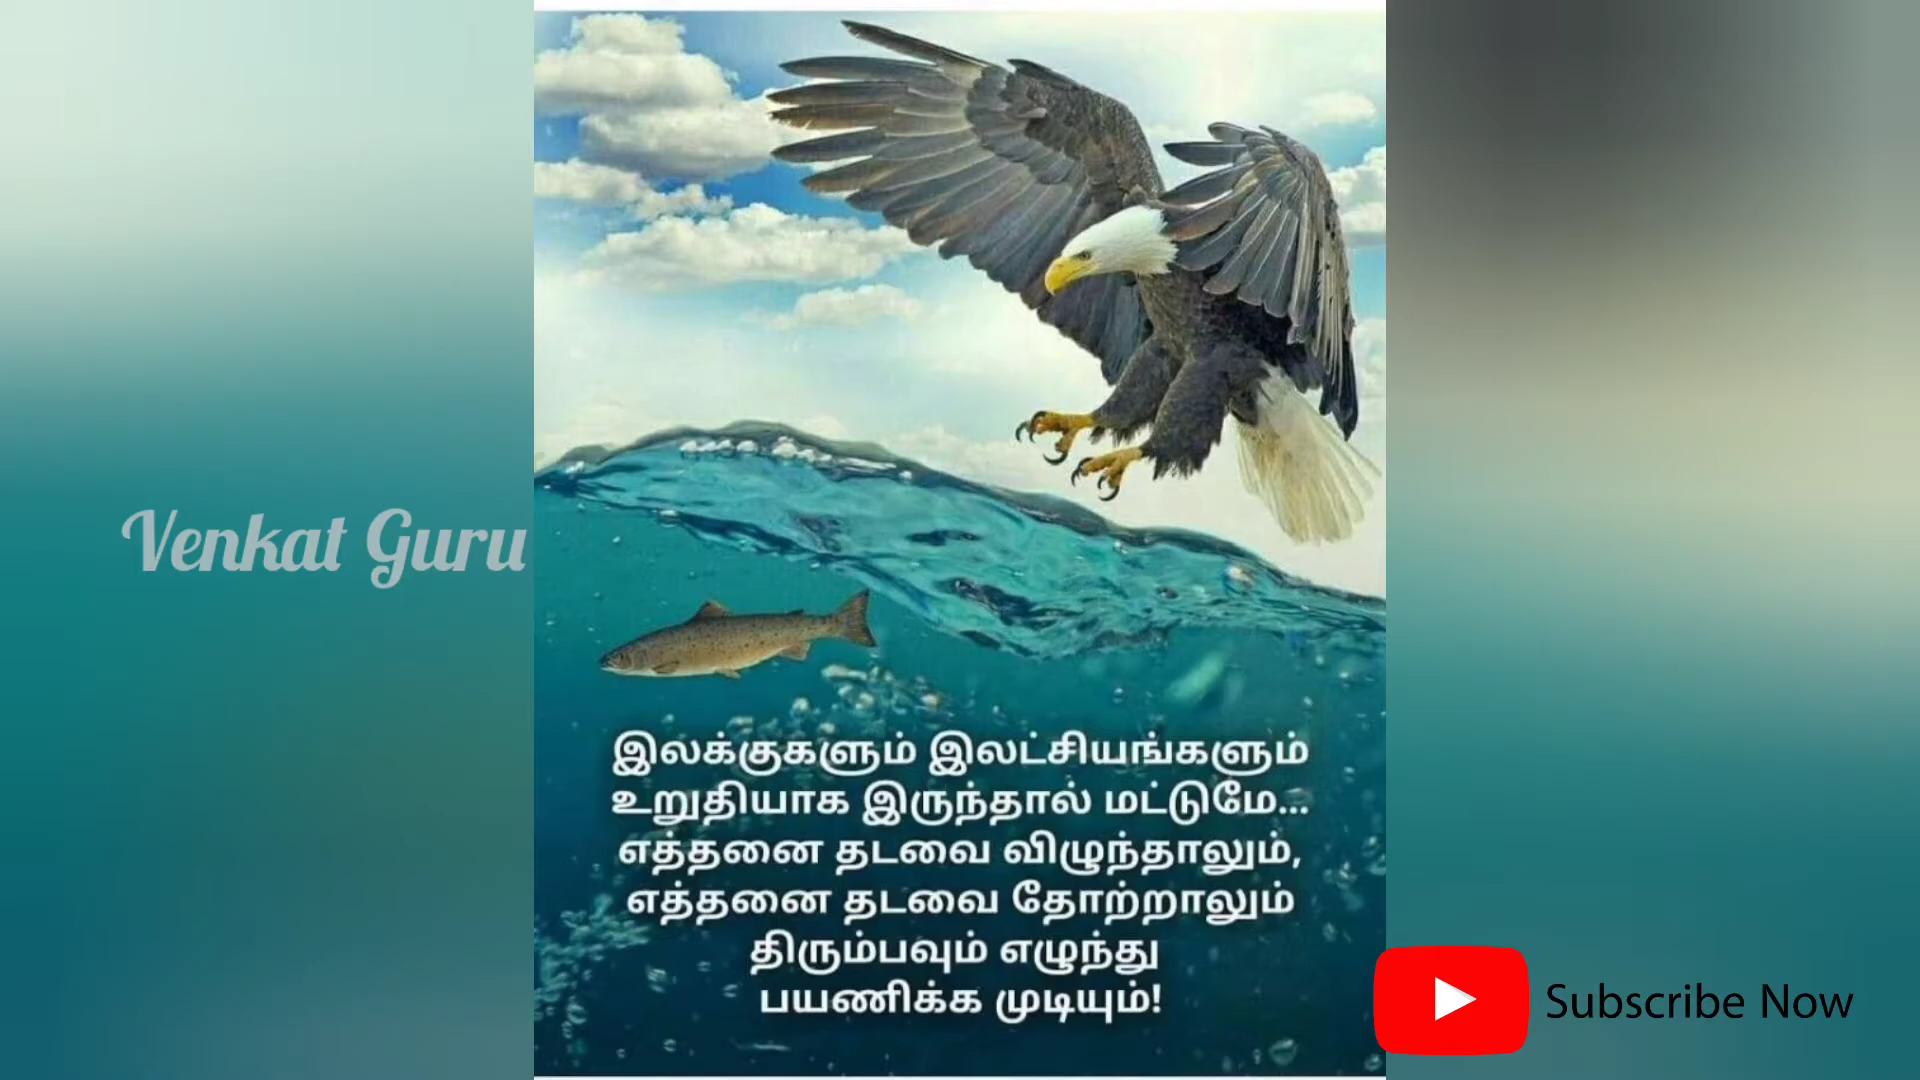 Venkat Guru
இலக்குகளும் இலட்சியங்களும்
உறுதியாக இருந்தால் மட்டுமே...
எத்தனை தடவை விழுந்தாலும்,
எத்தனை தடவை தோற்றாலும்
திரும்பவும் எழுந்து
பயணிக்க முடியும்!
Subscribe Now